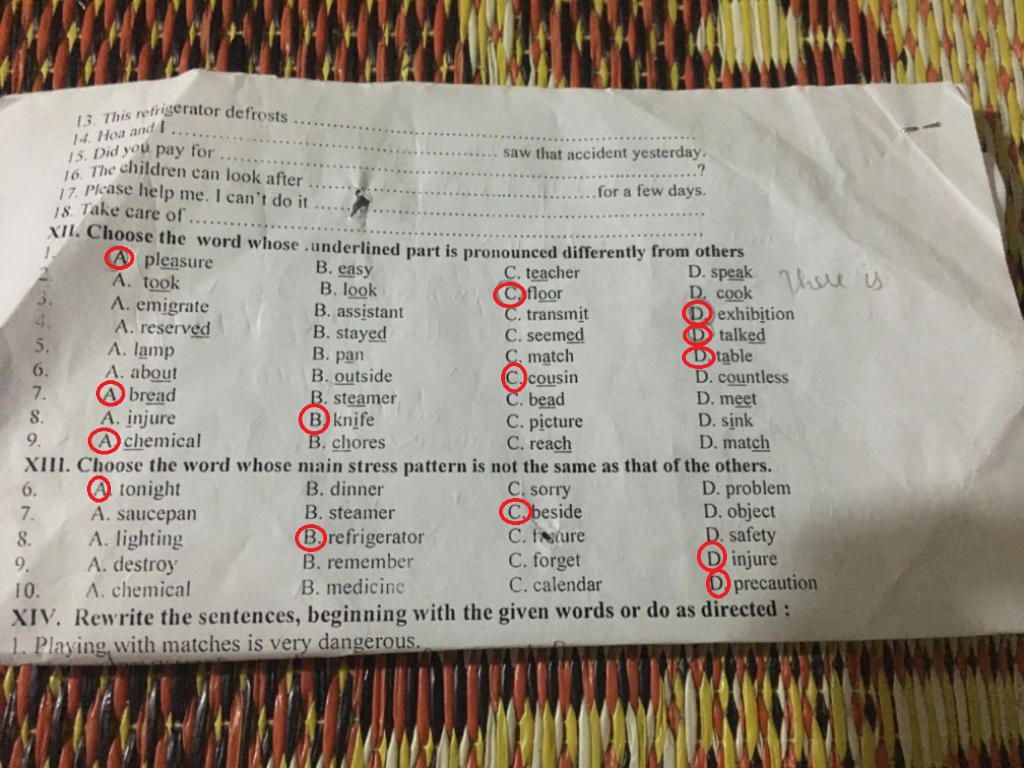 13. This refrigerator defrosts ........................................
14. Hoa and I ........................................ saw that accident yesterday.
15. Did you pay for ........................................?
16. The children can look after ........................................ for a few days.
17. Please help me. I can't do it ........................................
18. Take care of ........................................
XII. Choose the word whose underlined part is pronounced differently from others
1. A pleasure B. easy C. teacher D. speak
2. A. took B. look C. floor D. cook There is
3. A. emigrate B. assistant C. transmit D. exhibition
4. A. reserved B. stayed C. seemed D. talked
5. A. lamp B. pan C. match D. table
6. A. about B. outside C. cousin D. countless
7. A bread B. steamer C. bead D. meet
8. A. injure B. knife C. picture D. sink
9. A chemical B. chores C. reach D. match
XIII. Choose the word whose main stress pattern is not the same as that of the others.
6. A. tonight B. dinner C. sorry D. problem
7. A. saucepan B. steamer C. beside D. object
8. A. lighting B. refrigerator C. D. safety
9. A. destroy B. remember C. forget D. injure
10. A. chemical B. medicine C. calendar D. precaution
XIV. Rewrite the sentences, beginning with the given words or do as directed :
1. Playing with matches is very dangerous.